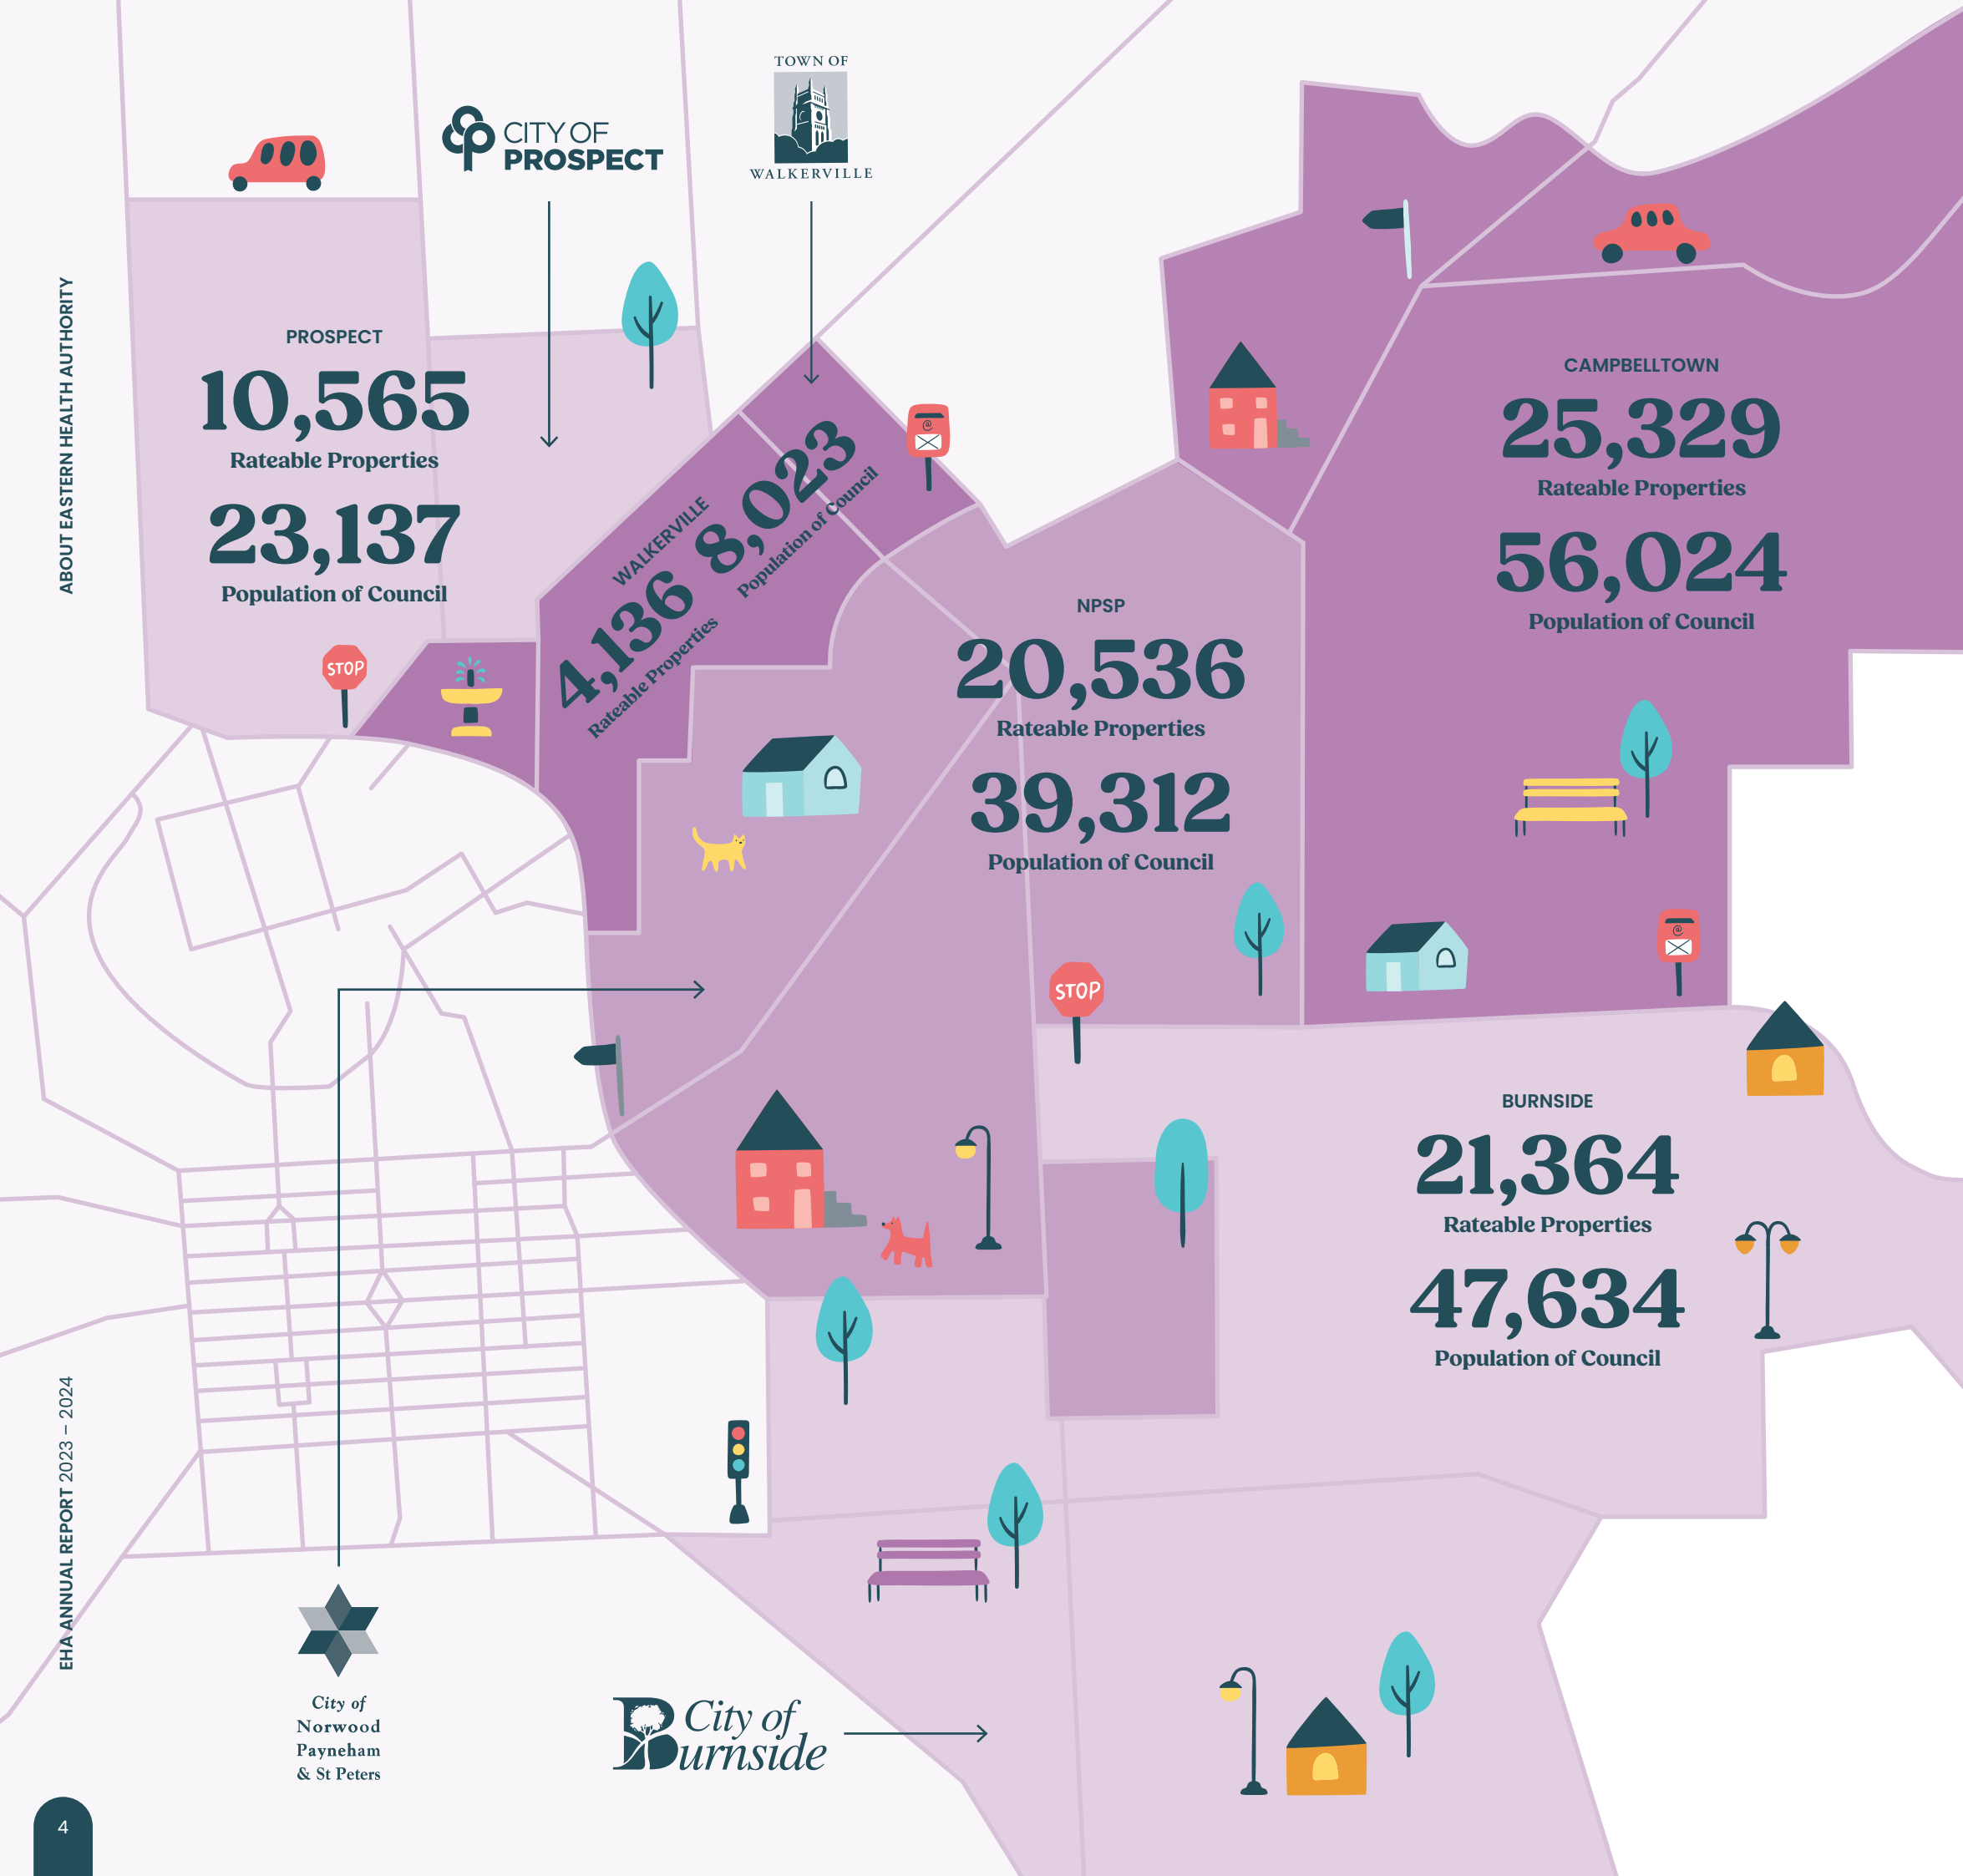 ABOUT EASTERN HEALTH AUTHORITY
EHA ANNUAL REPORT 2023 – 2024
4
CITY OF
PROSPECT
TOWN OF
WALKERVILLE
PROSPECT
10,565
Rateable Properties
23,137
Population of Council
WALKERVILLE
4,136
Rateable Properties
8,023
Population of Council
CAMPBELLTOWN
25,329
Rateable Properties
56,024
Population of Council
NPSP
20,536
Rateable Properties
39,312
Population of Council
STOP
STOP
BURNSIDE
21,364
Rateable Properties
47,634
Population of Council
City of
Norwood
Payneham
& St Peters
City of
Burnside
@
@